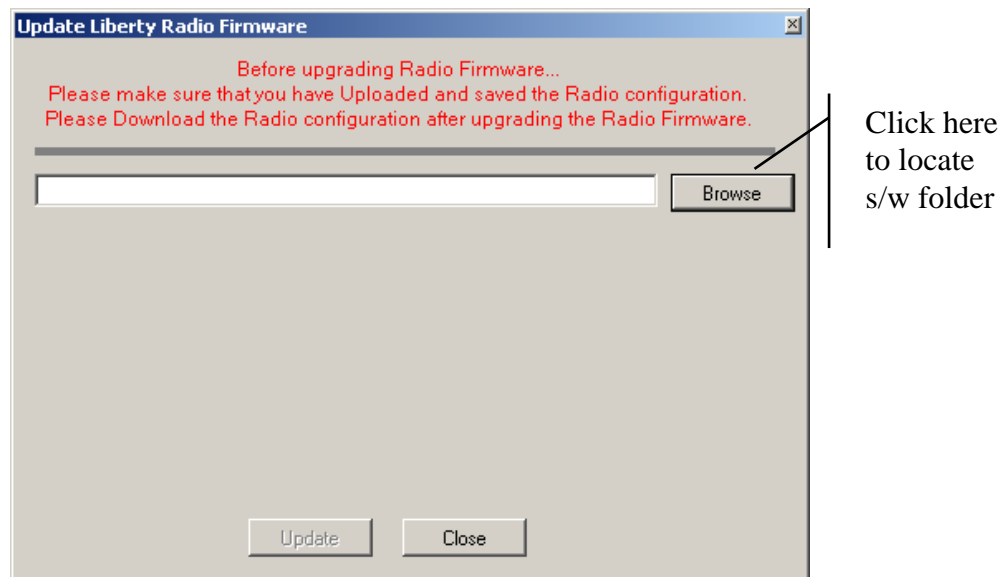 Update Liberty Radio Firmware
Before upgrading Radio Firmware...
Please make sure that you have Uploaded and saved the Radio configuration.
Please Download the Radio configuration after upgrading the Radio Firmware.
Browse
Click here
to locate
s/w folder
Update
Close